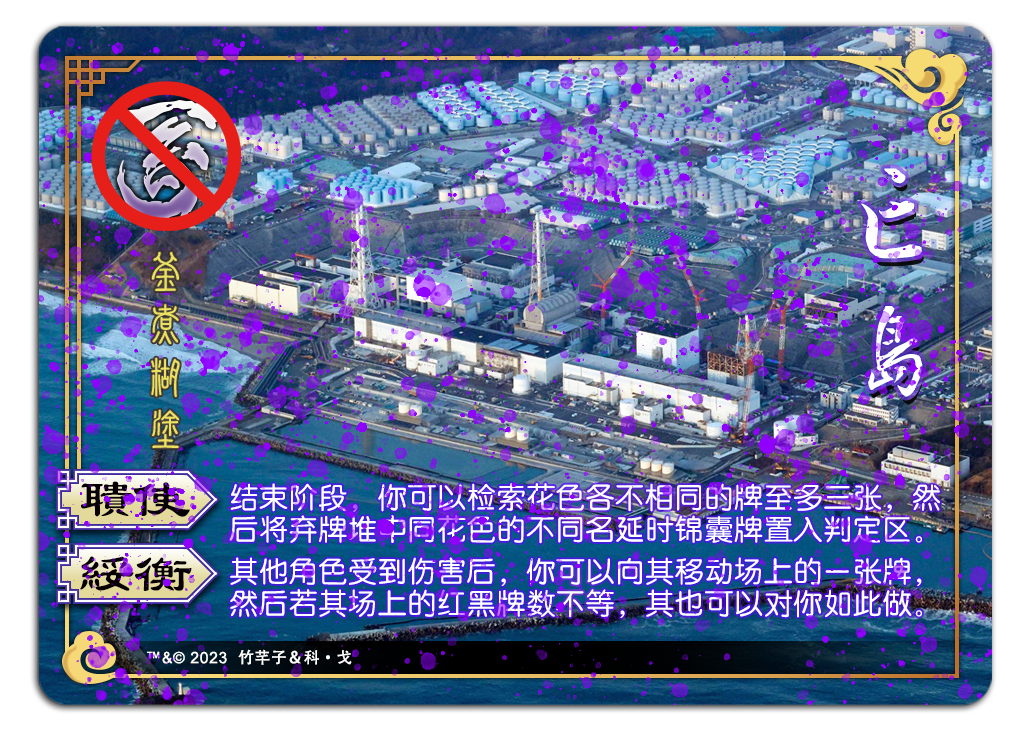 亡島
釜煮糊塗
聵使
结束阶段，你可以检索花色各不相同的牌至多三张，然
后将弃牌堆中同花色的不同名延时锦囊牌置入判定区。
綏衡
其他角色受到伤害后，你可以向其移动场上的一张牌，
然后若其场上的红黑牌数不等，其也可以对你如此做。
™&© 2023 竹芋子＆科·戈
1